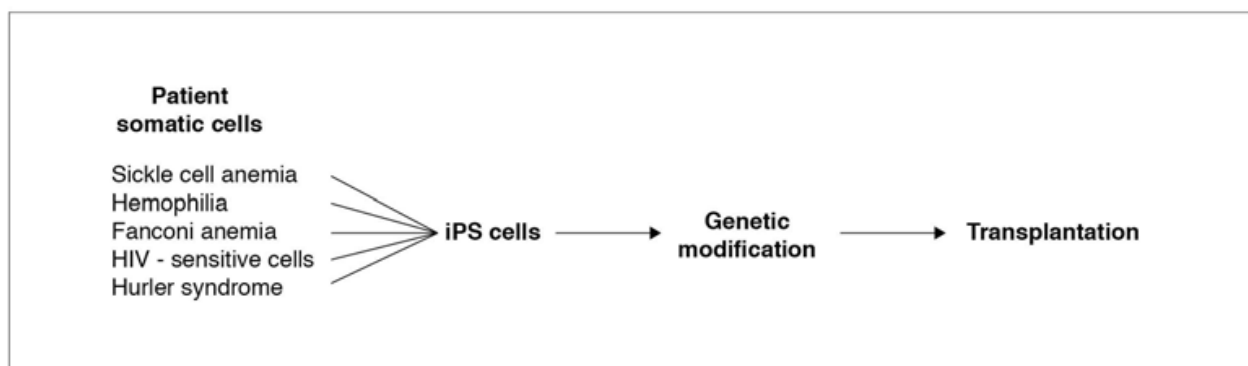 Patient
somatic cells
Sickle cell anemia
Hemophilia
Fanconi anemia
HIV - sensitive cells
Hurler syndrome
iPS cells
Genetic
modification
Transplantation